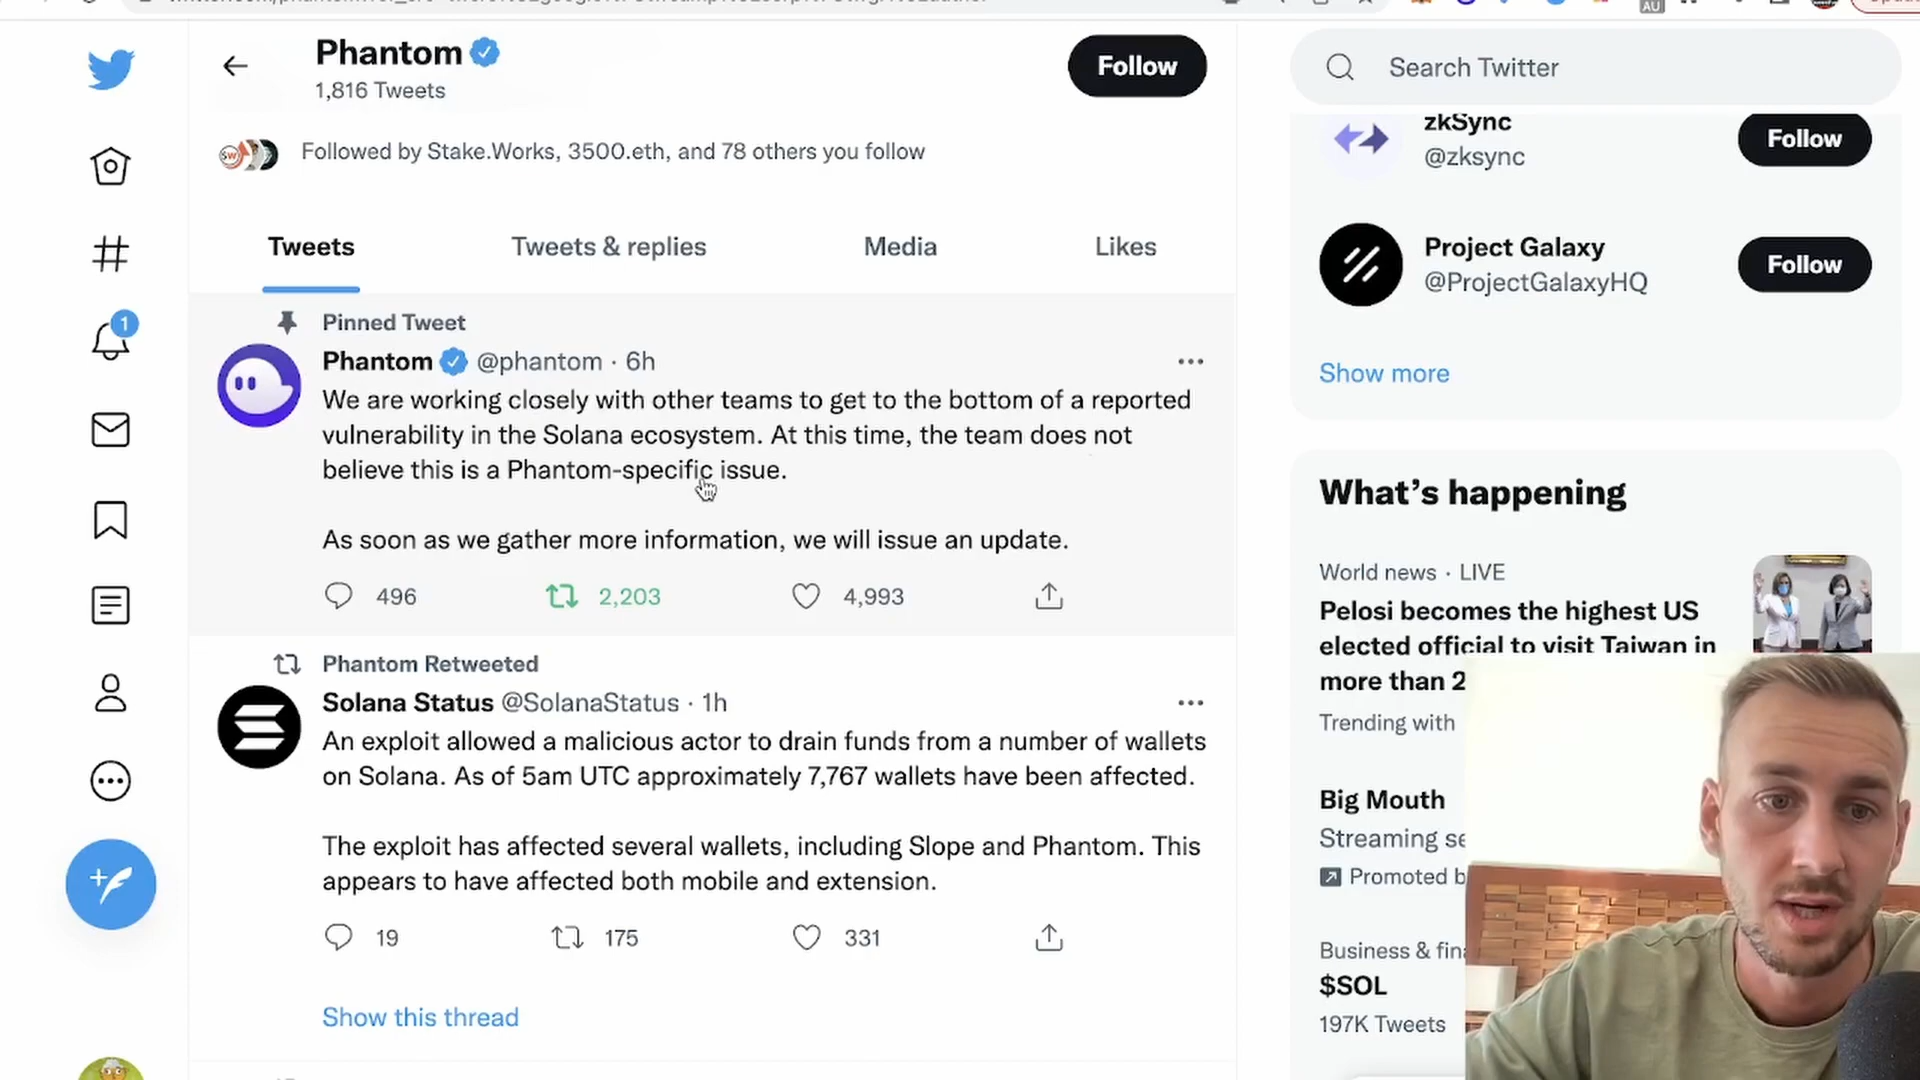 Phantom
1,816 Tweets
Follow
Followed by Stake.Works, 3500.eth, and 78 others you follow
Tweets
Tweets & replies
Media
Likes
Pinned Tweet
Phantom @phantom · 6h
We are working closely with other teams to get to the bottom of a reported
vulnerability in the Solana ecosystem. At this time, the team does not
believe this is a Phantom-specific issue.
As soon as we gather more information, we will issue an update.
496
2,203
4,993
Phantom Retweeted
Solana Status @SolanaStatus · 1h
An exploit allowed a malicious actor to drain funds from a number of wallets
on Solana. As of 5am UTC approximately 7,767 wallets have been affected.
The exploit has affected several wallets, including Slope and Phantom. This
appears to have affected both mobile and extension.
19
175
331
Show this thread
1
Search Twitter
zkSync
@zksync
Follow
Project Galaxy
@ProjectGalaxyHQ
Follow
Show more
What's happening
World news · LIVE
Pelosi becomes the highest US
elected official to visit Taiwan in
more than 2
Trending with
Big Mouth
Streaming se
Promoted b
Business & fin
$SOL
197K Tweets
AU